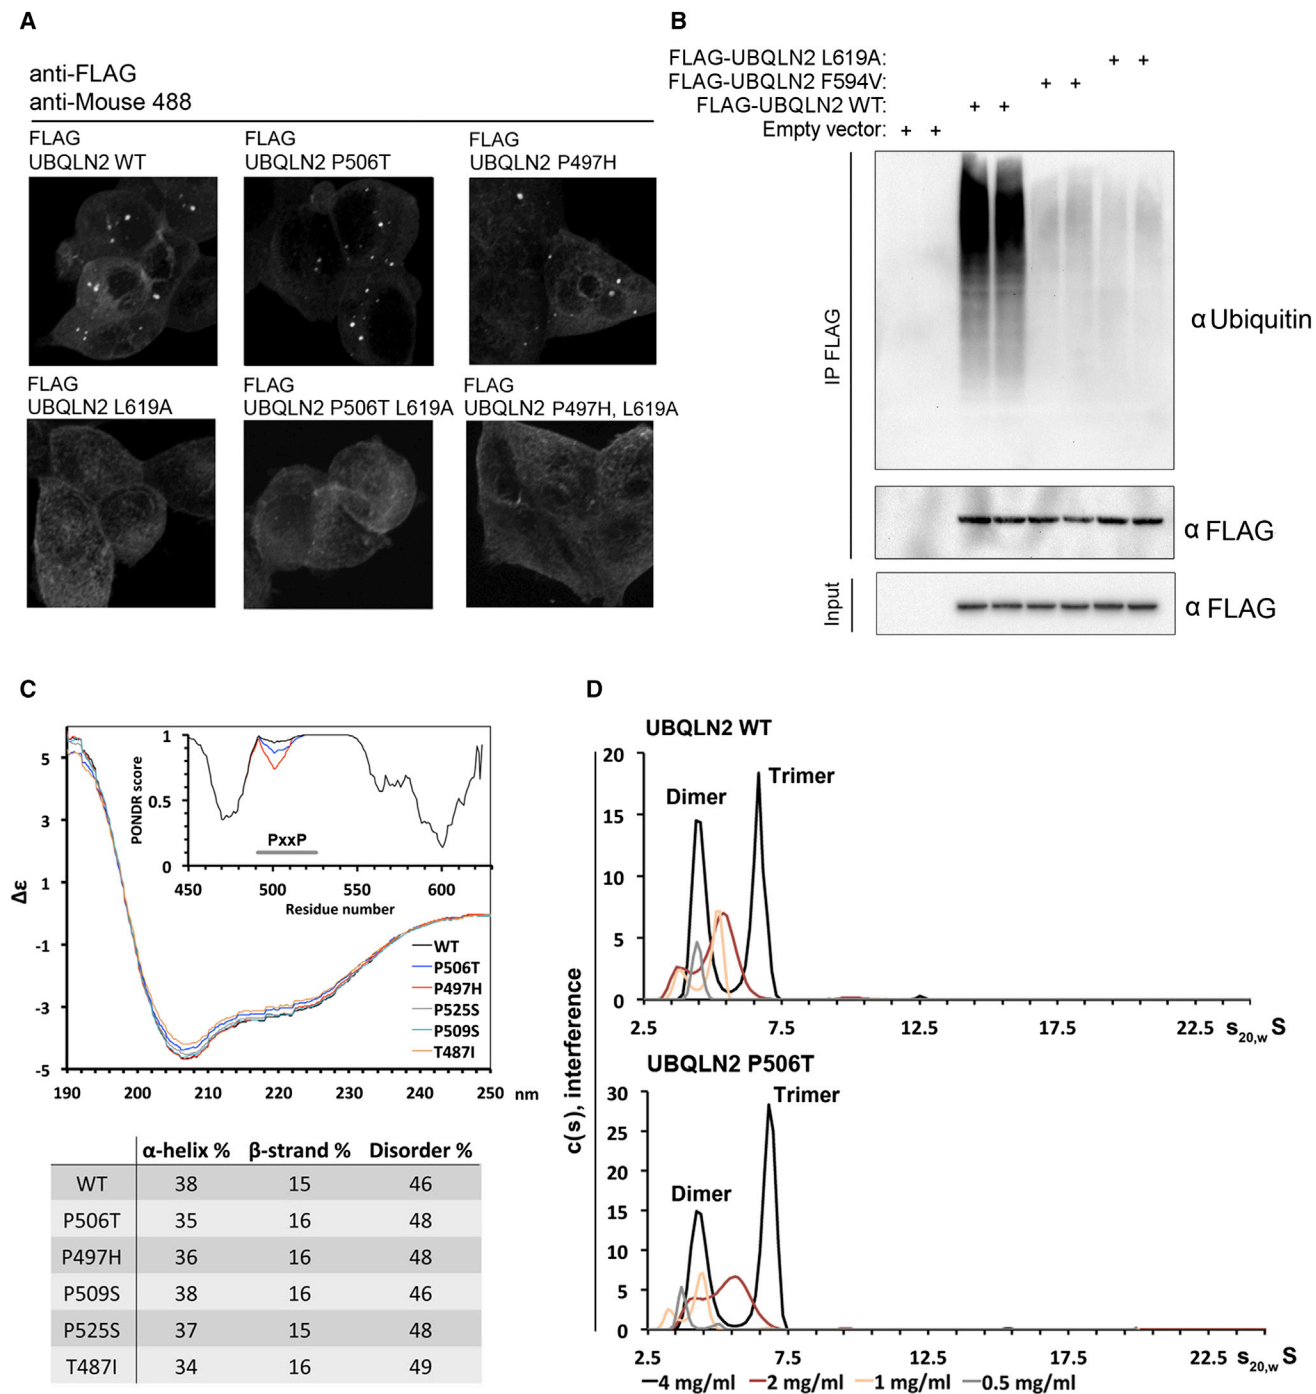 A
anti-FLAG
anti-Mouse 488
FLAG
UBQLN2 WT
FLAG
UBQLN2 P506T
FLAG
UBQLN2 P497H
FLAG
UBQLN2 L619A
FLAG
UBQLN2 P506T L619A
FLAG
UBQLN2 P497H, L619A
B
FLAG-UBQLN2 L619A: + +
FLAG-UBQLN2 F594V: + +
FLAG-UBQLN2 WT: + +
Empty vector: + +
IP FLAG
α Ubiquitin
α FLAG
Input
α FLAG
C
Δε
5
3
1
-1
-3
-5
190 200 210 220 230 240 250 nm
PONDR score
1
0.5
0
PxxP
450 500 550 600
Residue number
WT
P506T
P497H
P525S
P509S
T487I
α-helix % β-strand % Disorder %
WT 38 15 46
P506T 35 16 48
P497H 36 16 48
P509S 38 16 46
P525S 37 15 48
T487I 34 16 49
D
UBQLN2 WT
c(s), interference
20
15
10
5
0
Dimer
Trimer
2.5 7.5 12.5 17.5 22.5 s20,w S
UBQLN2 P506T
30
25
20
15
10
5
0
Dimer
Trimer
2.5 7.5 12.5 17.5 22.5 s20,w S
4 mg/ml 2 mg/ml 1 mg/ml 0.5 mg/ml